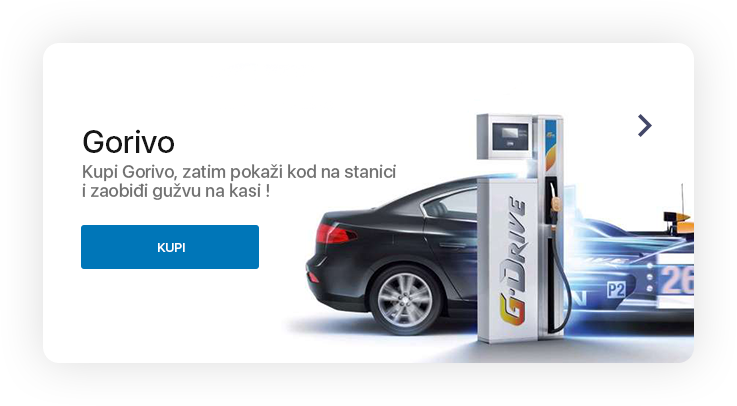 Gorivo
Kupi Gorivo, zatim pokaži kod na stanici
i zaobiđi gužvu na kasi !
KUPI
G-DRIVE
P2
26